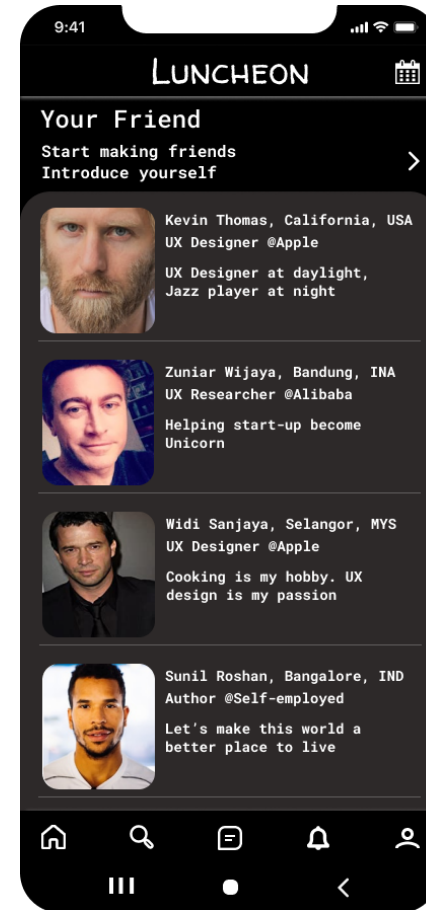 9:41
LUNCHEON
Your Friend
Start making friends
Introduce yourself
Kevin Thomas, California, USA
UX Designer @Apple
UX Designer at daylight,
Jazz player at night
Zuniar Wijaya, Bandung, INA
UX Researcher @Alibaba
Helping start-up become
Unicorn
Widi Sanjaya, Selangor, MYS
UX Designer @Apple
Cooking is my hobby. UX
design is my passion
Sunil Roshan, Bangalore, IND
Author @Self-employed
Let's make this world a
better place to live